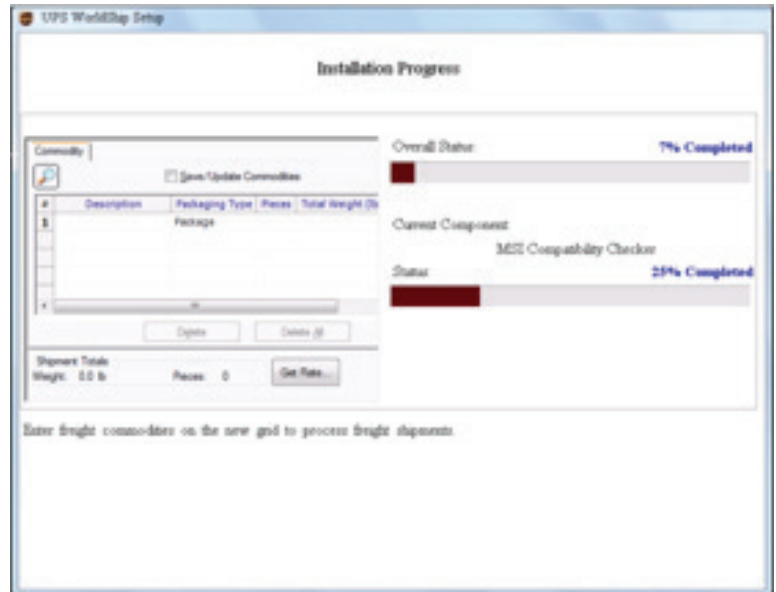 UPS WorldShip Setup
Installation Progress
Commodity
Save/Update Commodities
# Description Packaging Type Pieces Total Weight (lb
1 Package
Delete Delete All
Shipment Totals
Weight: 0.0 lb Pieces: 0 Get Rate...
Overall Status: 7% Completed
Current Component:
MSI Compatibility Checker
Status: 25% Completed
Enter freight commodities on the new grid to process freight shipments.